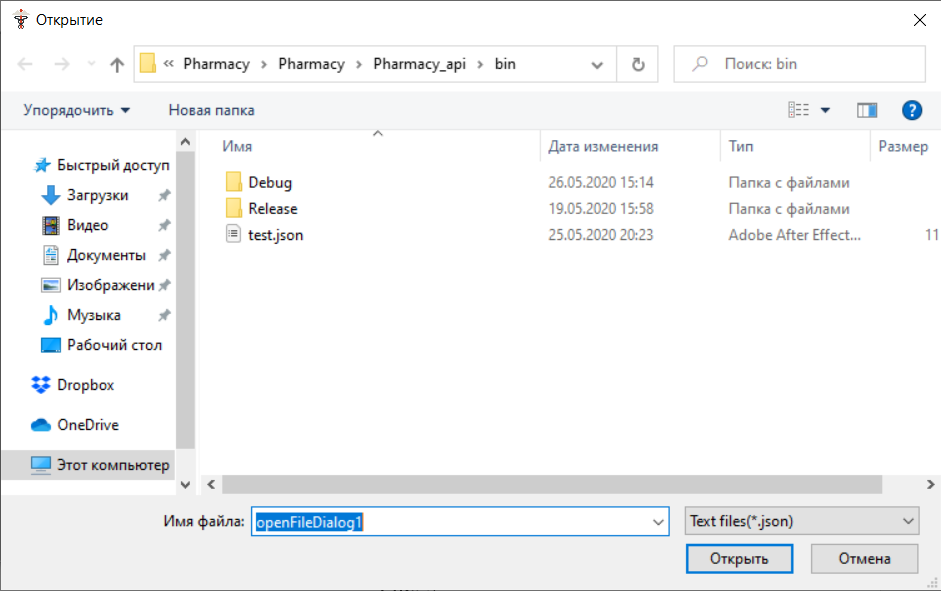 Открытие
« Pharmacy › Pharmacy › Pharmacy_api › bin
Поиск: bin
Упорядочить
Новая папка
Имя
Дата изменения
Тип
Размер
Быстрый доступ
Загрузки
Видео
Документы
Изображени
Музыка
Рабочий стол
Dropbox
OneDrive
Этот компьютер
Debug 26.05.2020 15:14 Папка с файлами
Release 19.05.2020 15:58 Папка с файлами
test.json 25.05.2020 20:23 Adobe After Effect... 11
Имя файла: openFileDialog1
Text files(*.json)
Открыть
Отмена